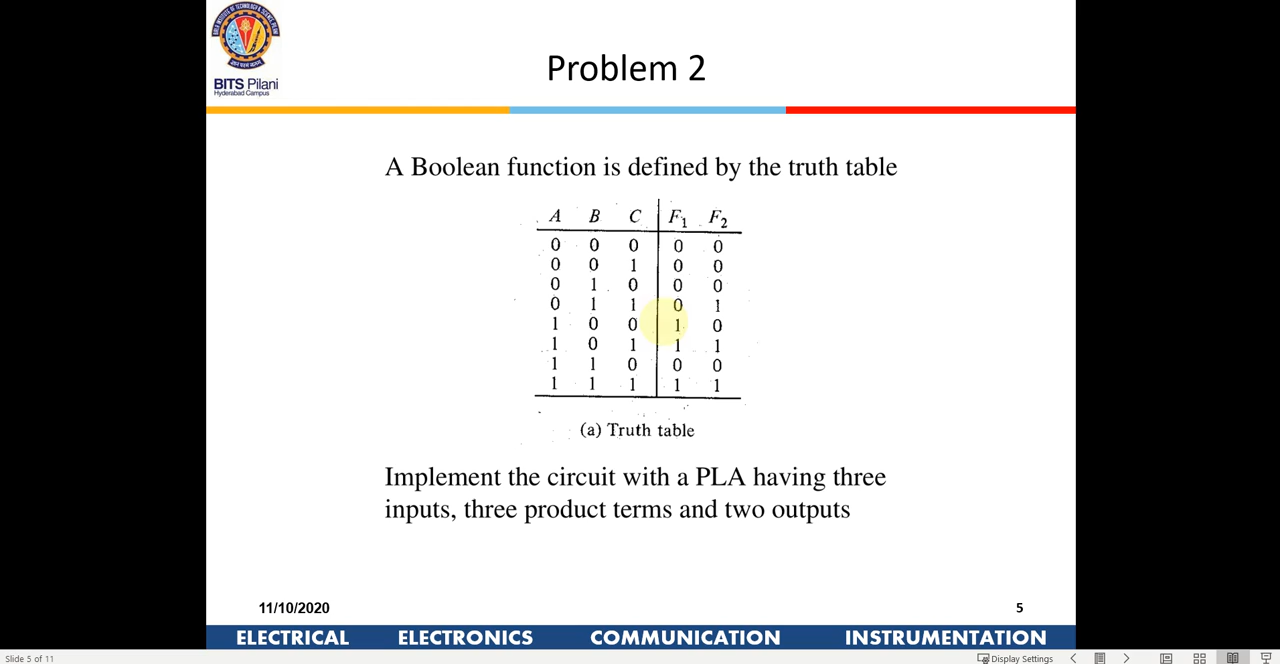 BITS Pilani
Hyderabad Campus
Problem 2
A Boolean function is defined by the truth table
A B C F1 F2
0 0 0 0 0
0 0 1 0 0
0 1 0 0 0
0 1 1 0 1
1 0 0 1 0
1 0 1 1 1
1 1 0 0 0
1 1 1 1 1
(a) Truth table
Implement the circuit with a PLA having three
inputs, three product terms and two outputs
11/10/2020 5
ELECTRICAL ELECTRONICS COMMUNICATION INSTRUMENTATION
Slide 5 of 11 Display Settings